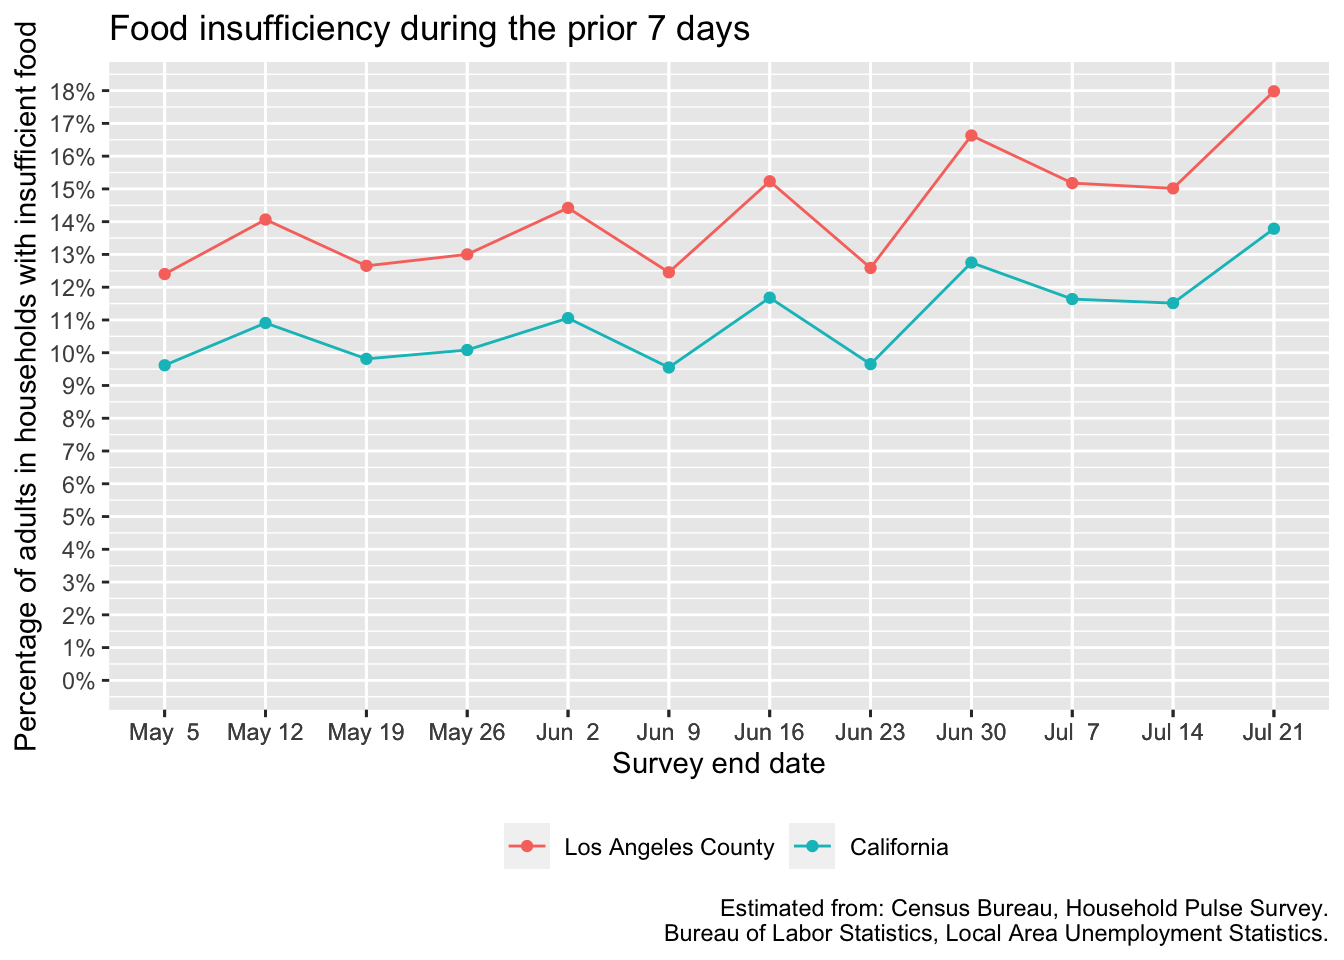 Food insufficiency during the prior 7 days
Percentage of adults in households with insufficient food
18%
17%
16%
15%
14%
13%
12%
11%
10%
9%
8%
7%
6%
5%
4%
3%
2%
1%
0%
May 5 May 12 May 19 May 26 Jun 2 Jun 9 Jun 16 Jun 23 Jun 30 Jul 7 Jul 14 Jul 21
Survey end date
Los Angeles County California
Estimated from: Census Bureau, Household Pulse Survey.
Bureau of Labor Statistics, Local Area Unemployment Statistics.